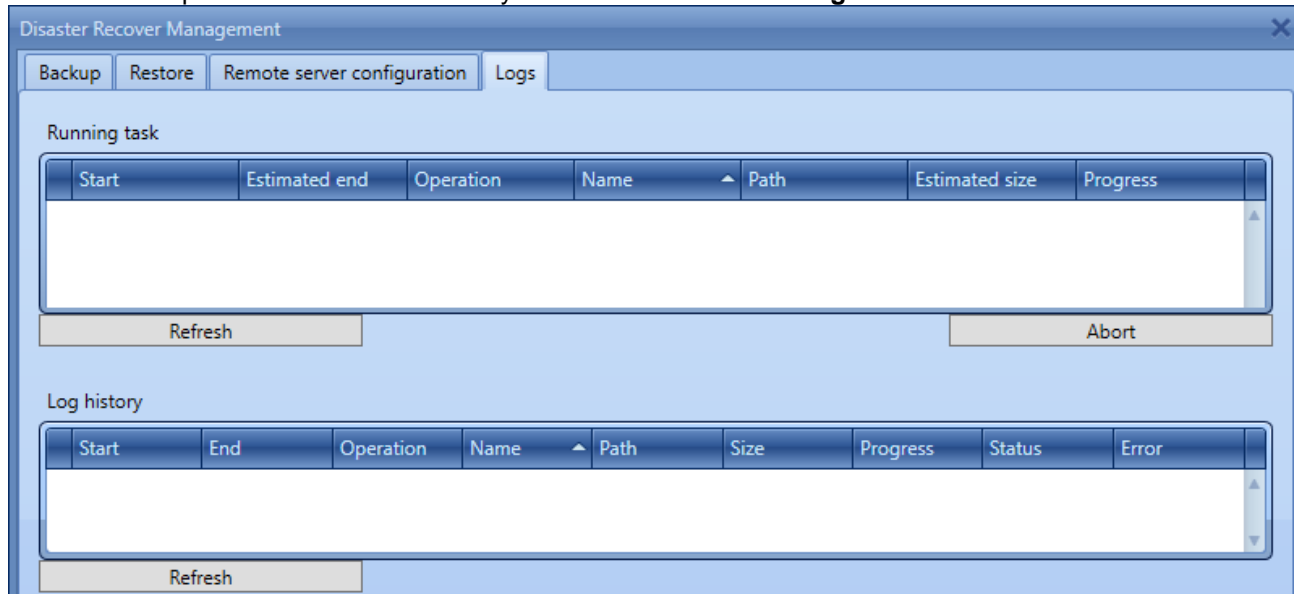 Disaster Recover Management
Backup Restore Remote server configuration Logs
Running task
Start Estimated end Operation Name Path Estimated size Progress
Refresh Abort
Log history
Start End Operation Name Path Size Progress Status Error
Refresh